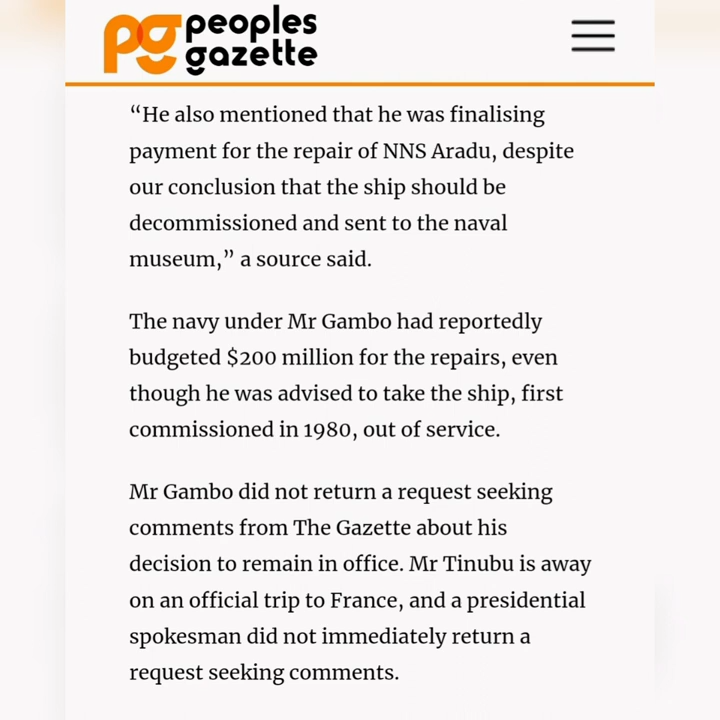 peoples
gazette
“He also mentioned that he was finalising
payment for the repair of NNS Aradu, despite
our conclusion that the ship should be
decommissioned and sent to the naval
museum,” a source said.
The navy under Mr Gambo had reportedly
budgeted $200 million for the repairs, even
though he was advised to take the ship, first
commissioned in 1980, out of service.
Mr Gambo did not return a request seeking
comments from The Gazette about his
decision to remain in office. Mr Tinubu is away
on an official trip to France, and a presidential
spokesman did not immediately return a
request seeking comments.